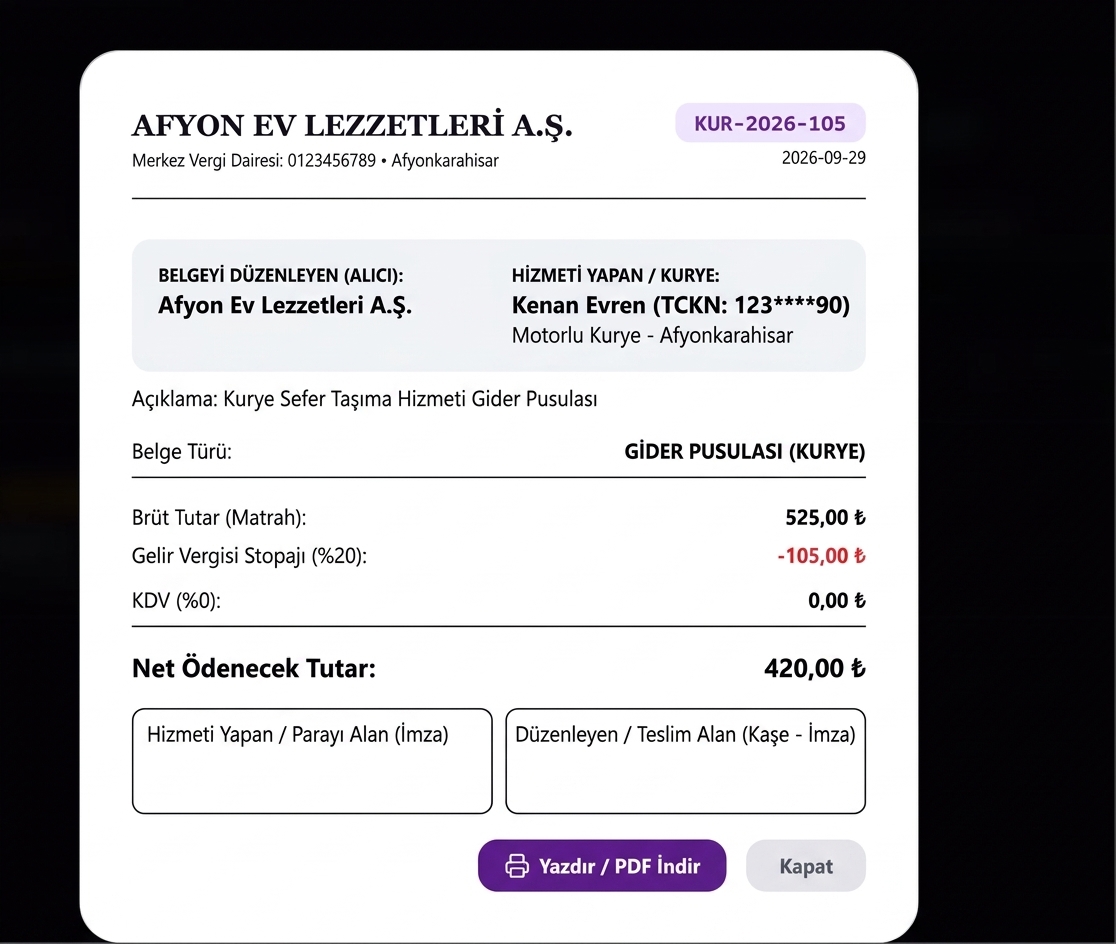 AFYON EV LEZZETLERİ A.Ş.
KUR-2026-105
Merkez Vergi Dairesi: 0123456789 • Afyonkarahisar
2026-09-29
BELGEYİ DÜZENLEYEN (ALICI):
Afyon Ev Lezzetleri A.Ş.
HİZMETİ YAPAN / KURYE:
Kenan Evren (TCKN: 123****90)
Motorlu Kurye - Afyonkarahisar
Açıklama: Kurye Sefer Taşıma Hizmeti Gider Pusulası
Belge Türü: GİDER PUSULASI (KURYE)
Brüt Tutar (Matrah): 525,00 ₺
Gelir Vergisi Stopajı (%20): -105,00 ₺
KDV (%0): 0,00 ₺
Net Ödenecek Tutar: 420,00 ₺
Hizmeti Yapan / Parayı Alan (İmza)
Düzenleyen / Teslim Alan (Kaşe - İmza)
Yazdır / PDF İndir
Kapat